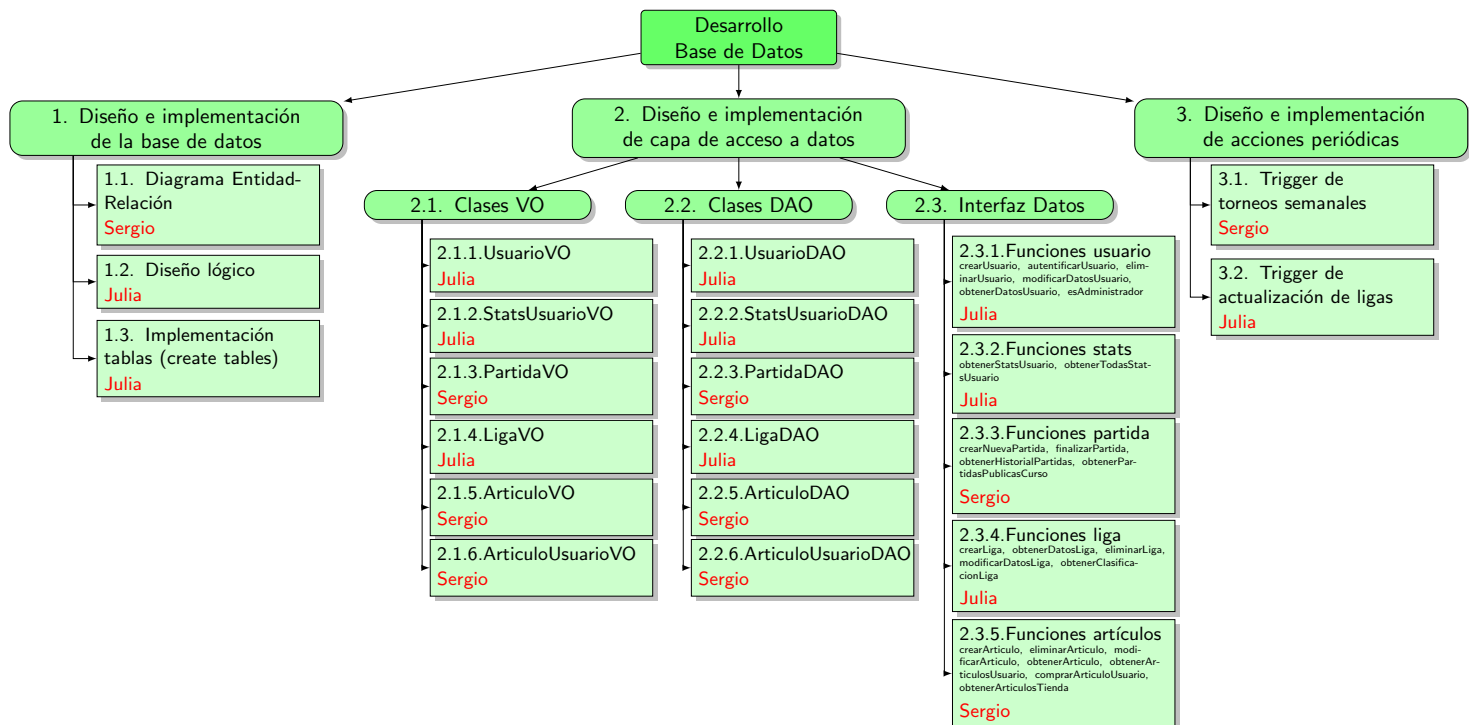 Desarrollo
Base de Datos
1. Diseño e implementación
de la base de datos
1.1. Diagrama Entidad-
Relación
Sergio
1.2. Diseño lógico
Julia
1.3. Implementación
tablas (create tables)
Julia
2. Diseño e implementación
de capa de acceso a datos
2.1. Clases VO
2.1.1.UsuarioVO
Julia
2.1.2.StatsUsuarioVO
Julia
2.1.3.PartidaVO
Sergio
2.1.4.LigaVO
Julia
2.1.5.ArticuloVO
Sergio
2.1.6.ArticuloUsuarioVO
Sergio
2.2. Clases DAO
2.2.1.UsuarioDAO
Julia
2.2.2.StatsUsuarioDAO
Julia
2.2.3.PartidaDAO
Sergio
2.2.4.LigaDAO
Julia
2.2.5.ArticuloDAO
Sergio
2.2.6.ArticuloUsuarioDAO
Sergio
2.3. Interfaz Datos
2.3.1.Funciones usuario
crearUsuario, autentificarUsuario, elim-
inarUsuario, modificarDatosUsuario,
obtenerDatosUsuario, esAdministrador
Julia
2.3.2.Funciones stats
obtenerStatsUsuario, obtenerTodasStat-
sUsuario
Julia
2.3.3.Funciones partida
crearNuevaPartida, finalizarPartida,
obtenerHistorialPartidas, obtenerPar-
tidasPublicasCurso
Sergio
2.3.4.Funciones liga
crearLiga, obtenerDatosLiga, eliminarLiga,
modificarDatosLiga, obtenerClasifica-
cionLiga
Julia
2.3.5.Funciones artículos
crearArticulo, eliminarArticulo, modi-
ficarArticulo, obtenerArticulo, obtenerAr-
ticulosUsuario, comprarArticuloUsuario,
obtenerArticulosTienda
Sergio
3. Diseño e implementación
de acciones periódicas
3.1. Trigger de
torneos semanales
Sergio
3.2. Trigger de
actualización de ligas
Julia